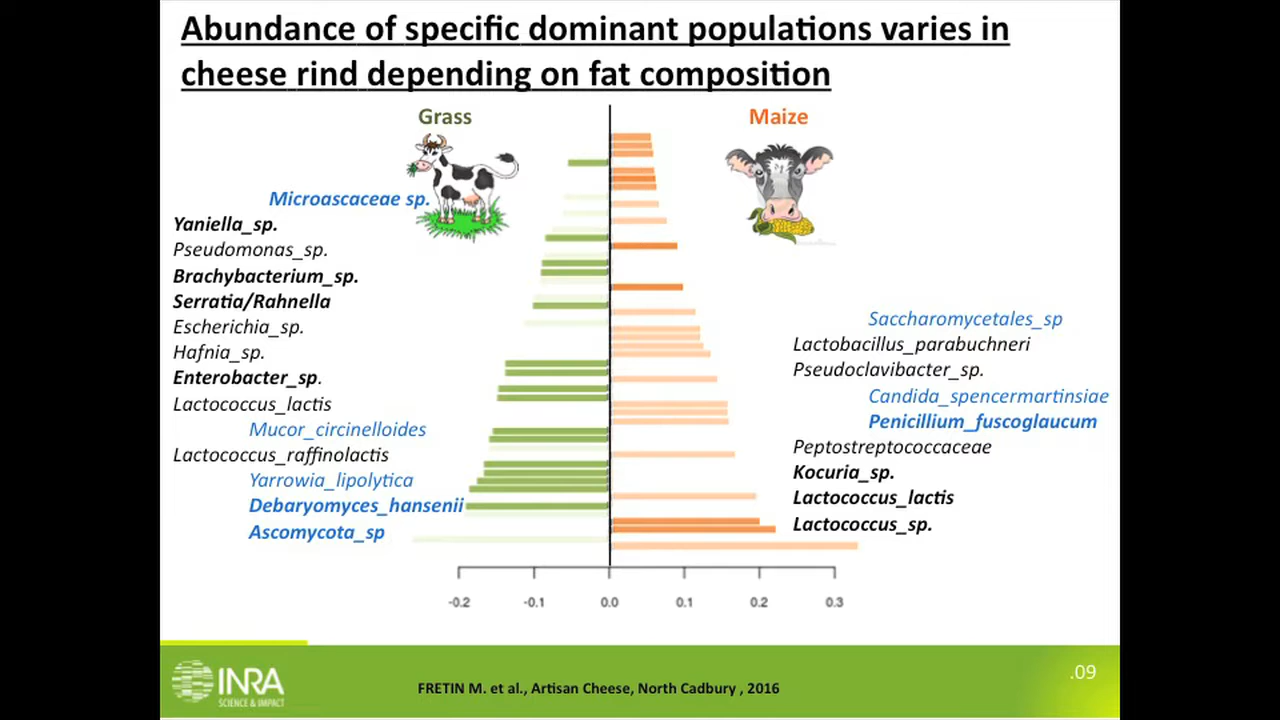 Abundance of specific dominant populations varies in
cheese rind depending on fat composition
Grass
Maize
Microascaceae sp.
Yaniella_sp.
Pseudomonas_sp.
Brachybacterium_sp.
Serratia/Rahnella
Escherichia_sp.
Hafnia_sp.
Enterobacter_sp.
Lactococcus_lactis
Mucor_circinelloides
Lactococcus_raffinolactis
Yarrowia_lipolytica
Debaryomyces_hansenii
Ascomycota_sp
Saccharomycetales_sp
Lactobacillus_parabuchneri
Pseudoclavibacter_sp.
Candida_spencermartinsiae
Penicillium_fuscoglaucum
Peptostreptococcaceae
Kocuria_sp.
Lactococcus_lactis
Lactococcus_sp.
-0.2 -0.1 0.0 0.1 0.2 0.3
INRA
SCIENCE & IMPACT
FRETIN M. et al., Artisan Cheese, North Cadbury , 2016
.09